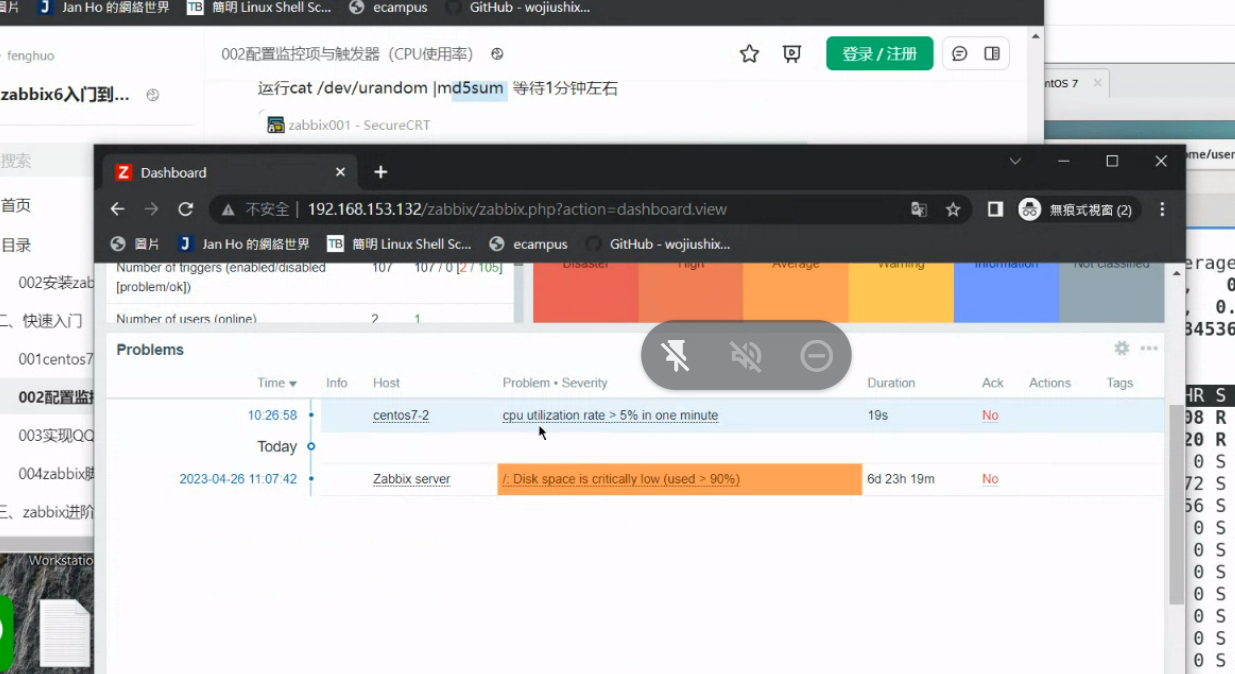 圖片 J Jan Ho 的網絡世界 TB 簡明 Linux Shell Sc... ecampus GitHub - wojiushix...
fenghuo
002配置监控项与触发器（CPU使用率）
登录 / 注册
zabbix6入门到...
运行cat /dev/urandom |md5sum 等待1分钟左右
zabbix001 - SecureCRT
ntOS 7
搜索
首页
目录
002安装zab
二、快速入门
001centos7
002配置监
003实现QQ
004zabbix
三、zabbix进阶
Workstatio
Z Dashboard
ome/user
不安全 | 192.168.153.132/zabbix/zabbix.php?action=dashboard.view
無痕式視窗 (2)
圖片 J Jan Ho 的網絡世界 TB 簡明 Linux Shell Sc... ecampus GitHub - wojiushix...
Number of triggers (enabled/disabled 107 107 / 0 [2 / 105]
[problem/ok])
Number of users (online) 2 1
Disaster High Average Warning Information Not classified
Problems
Time Info Host Problem • Severity Duration Ack Actions Tags
10:26:58 centos7-2 cpu utilization rate > 5% in one minute 19s No
Today
2023-04-26 11:07:42 Zabbix server /: Disk space is critically low (used > 90%) 6d 23h 19m No
erage
, 0
, 0.
34536
HR S
08 R
20 R
0 S
72 S
56 S
0 S
0 S
0 S
0 S
0 S
0 S
0 S